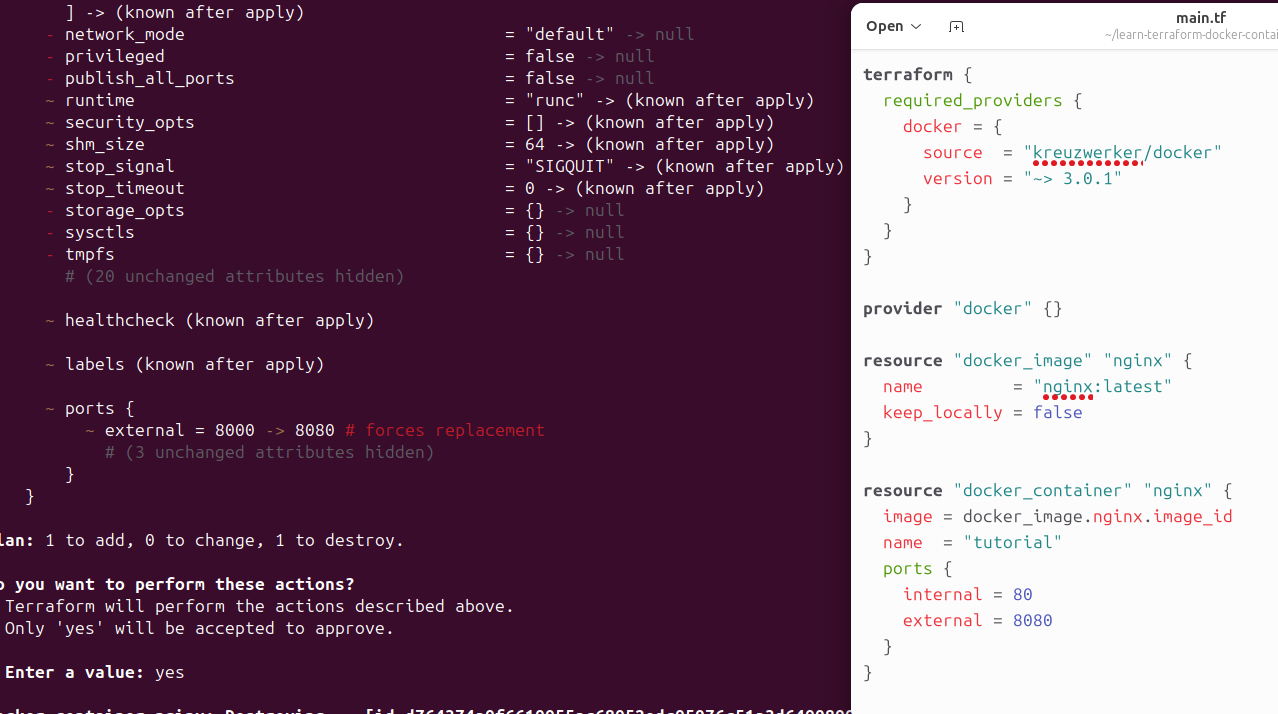 ] -> (known after apply)
- network_mode = "default" -> null
- privileged = false -> null
- publish_all_ports = false -> null
~ runtime = "runc" -> (known after apply)
~ security_opts = [] -> (known after apply)
~ shm_size = 64 -> (known after apply)
~ stop_signal = "SIGQUIT" -> (known after apply)
~ stop_timeout = 0 -> (known after apply)
- storage_opts = {} -> null
- sysctls = {} -> null
- tmpfs = {} -> null
# (20 unchanged attributes hidden)
~ healthcheck (known after apply)
~ labels (known after apply)
~ ports {
~ external = 8000 -> 8080 # forces replacement
# (3 unchanged attributes hidden)
}
}
lan: 1 to add, 0 to change, 1 to destroy.
o you want to perform these actions?
Terraform will perform the actions described above.
Only 'yes' will be accepted to approve.
Enter a value: yes
Open
main.tf
~/learn-terraform-docker-contai
terraform {
required_providers {
docker = {
source = "kreuzwerker/docker"
version = "~> 3.0.1"
}
}
}
provider "docker" {}
resource "docker_image" "nginx" {
name = "nginx:latest"
keep_locally = false
}
resource "docker_container" "nginx" {
image = docker_image.nginx.image_id
name = "tutorial"
ports {
internal = 80
external = 8080
}
}